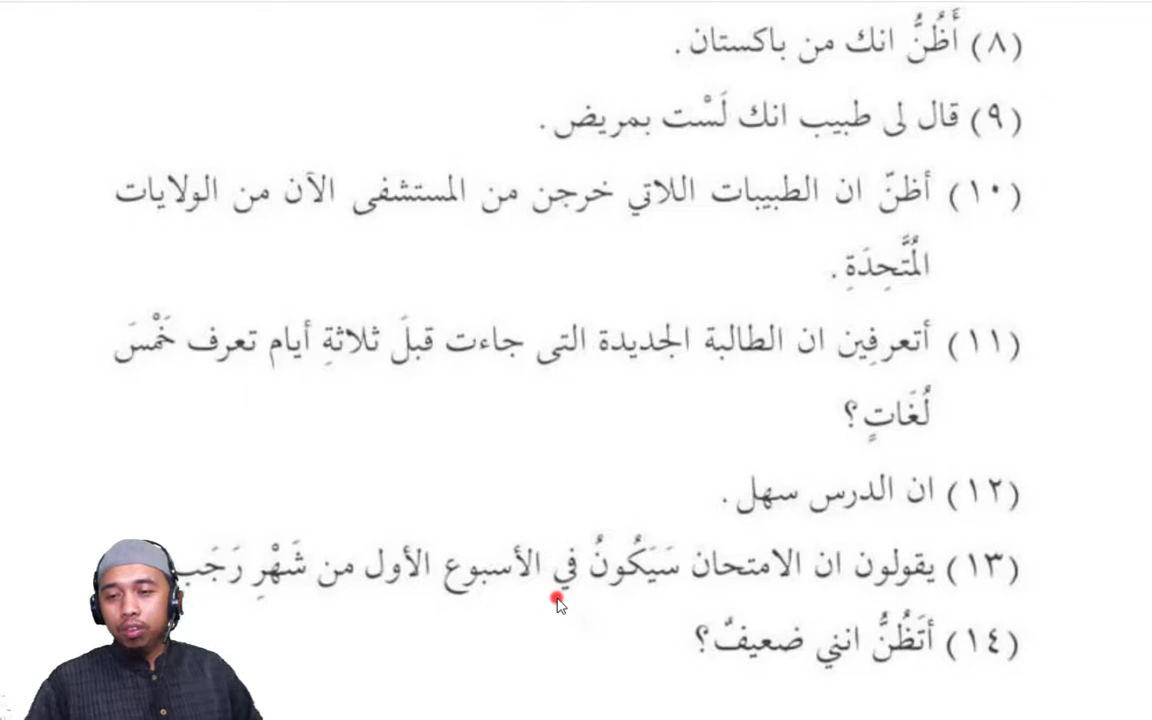 (٨) أَظُنُّ انك من باكستان.
(٩) قال لى طبيب انك لَسْت بمريض.
(١٠) أظنّ ان الطبيبات اللاتي خرجن من المستشفى الآن من الولايات
المُتَّحِدَةِ.
(١١) أتعرفِين ان الطالبة الجديدة التى جاءت قبلَ ثلاثةِ أيام تعرف خَمْسَ
لُغَاتٍ؟
(١٢) ان الدرس سهل.
(١٣) يقولون ان الامتحان سَيَكُونُ في الأسبوع الأول من شَهْرِ رَجَب
(١٤) أتَظُنُّ انني ضعيفٌ؟